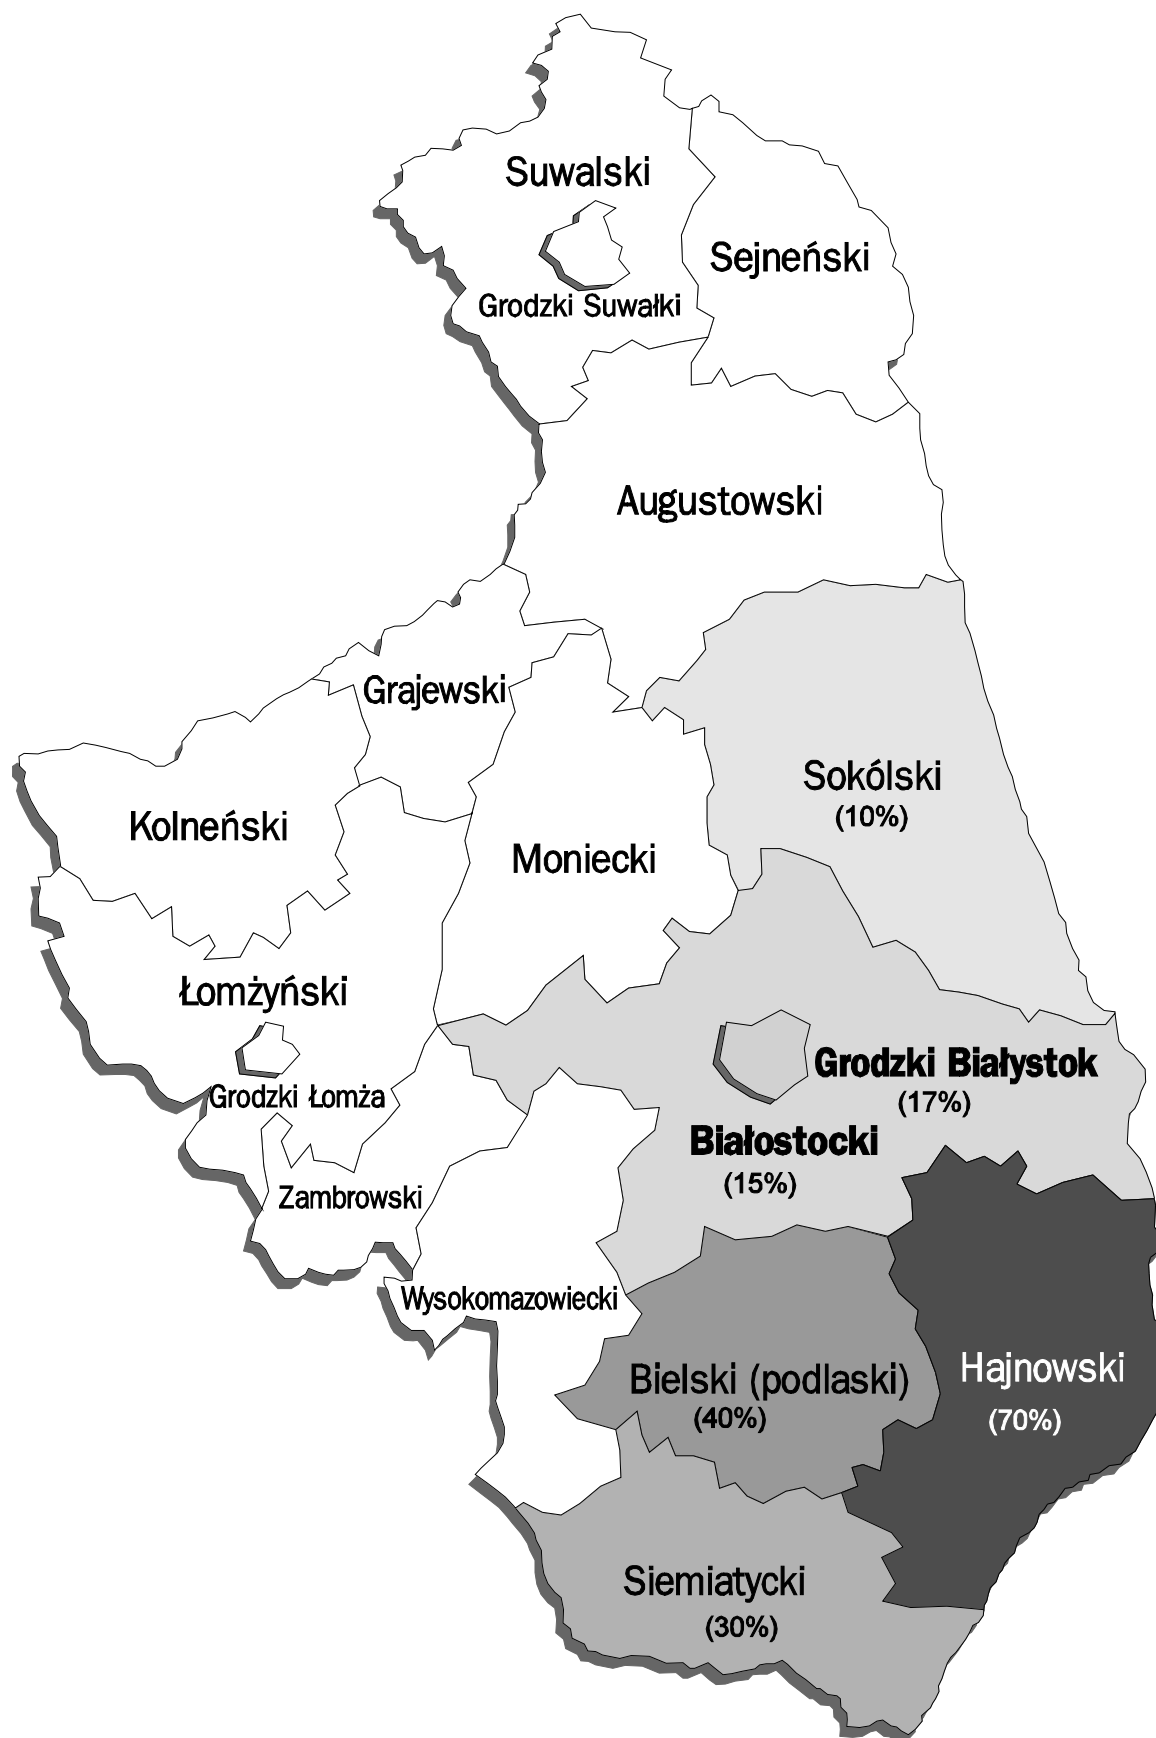 Suwalski
Sejneński
Grodzki Suwałki
Augustowski
Grajewski
Sokólski
(10%)
Kolneński
Moniecki
Łomżyński
Grodzki Białystok
(17%)
Grodzki Łomża
Białostocki
(15%)
Zambrowski
Wysokomazowiecki
Bielski (podlaski)
(40%)
Hajnowski
(70%)
Siemiatycki
(30%)